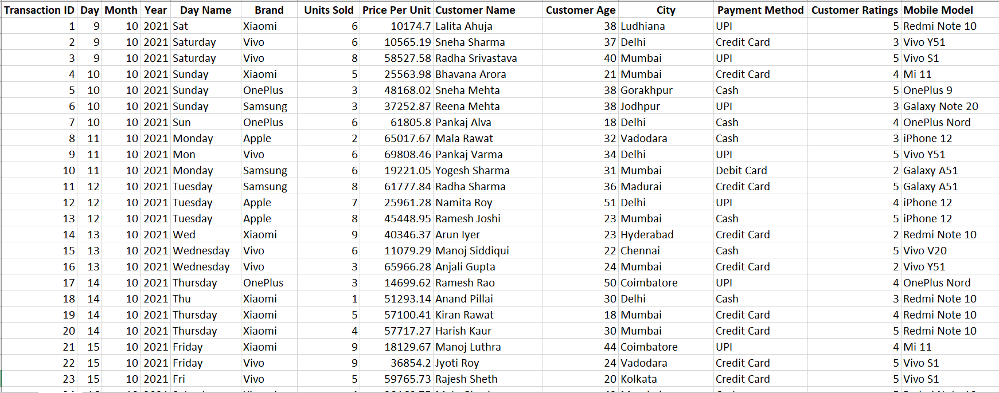 Transaction ID Day Month Year Day Name Brand Units Sold Price Per Unit Customer Name Customer Age City Payment Method Customer Ratings Mobile Model
1 9 10 2021 Sat Xiaomi 6 10174.7 Lalita Ahuja 38 Ludhiana UPI 5 Redmi Note 10
2 9 10 2021 Saturday Vivo 6 10565.19 Sneha Sharma 37 Delhi Credit Card 3 Vivo Y51
3 9 10 2021 Saturday Vivo 8 58527.58 Radha Srivastava 40 Mumbai UPI 5 Vivo S1
4 10 10 2021 Sunday Xiaomi 5 25563.98 Bhavana Arora 21 Mumbai Credit Card 4 Mi 11
5 10 10 2021 Sunday OnePlus 3 48168.02 Sneha Mehta 38 Gorakhpur Cash 5 OnePlus 9
6 10 10 2021 Sunday Samsung 3 37252.87 Reena Mehta 38 Jodhpur UPI 3 Galaxy Note 20
7 10 10 2021 Sun OnePlus 6 61805.8 Pankaj Alva 18 Delhi Cash 4 OnePlus Nord
8 11 10 2021 Monday Apple 2 65017.67 Mala Rawat 32 Vadodara Cash 3 iPhone 12
9 11 10 2021 Mon Vivo 6 69808.46 Pankaj Varma 34 Delhi UPI 5 Vivo Y51
10 11 10 2021 Monday Samsung 6 19221.05 Yogesh Sharma 31 Mumbai Debit Card 2 Galaxy A51
11 12 10 2021 Tuesday Samsung 8 61777.84 Radha Sharma 36 Madurai Credit Card 5 Galaxy A51
12 12 10 2021 Tuesday Apple 7 25961.28 Namita Roy 51 Delhi UPI 4 iPhone 12
13 12 10 2021 Tuesday Apple 8 45448.95 Ramesh Joshi 23 Mumbai Cash 5 iPhone 12
14 13 10 2021 Wed Xiaomi 9 40346.37 Arun Iyer 23 Hyderabad Credit Card 2 Redmi Note 10
15 13 10 2021 Wednesday Vivo 6 11079.29 Manoj Siddiqui 22 Chennai Cash 5 Vivo V20
16 13 10 2021 Wednesday Vivo 3 65966.28 Anjali Gupta 24 Mumbai Credit Card 2 Vivo Y51
17 14 10 2021 Thursday OnePlus 3 14699.62 Ramesh Rao 50 Coimbatore UPI 4 OnePlus Nord
18 14 10 2021 Thu Xiaomi 1 51293.14 Anand Pillai 30 Delhi Cash 3 Redmi Note 10
19 14 10 2021 Thursday Xiaomi 5 57100.41 Kiran Rawat 18 Mumbai Credit Card 4 Redmi Note 10
20 14 10 2021 Thursday Xiaomi 4 57717.27 Harish Kaur 30 Mumbai Credit Card 5 Redmi Note 10
21 15 10 2021 Friday Xiaomi 9 18129.67 Manoj Luthra 44 Coimbatore UPI 4 Mi 11
22 15 10 2021 Friday Vivo 9 36854.2 Jyoti Roy 24 Vadodara Credit Card 5 Vivo S1
23 15 10 2021 Fri Vivo 5 59765.73 Rajesh Sheth 20 Kolkata Credit Card 5 Vivo S1